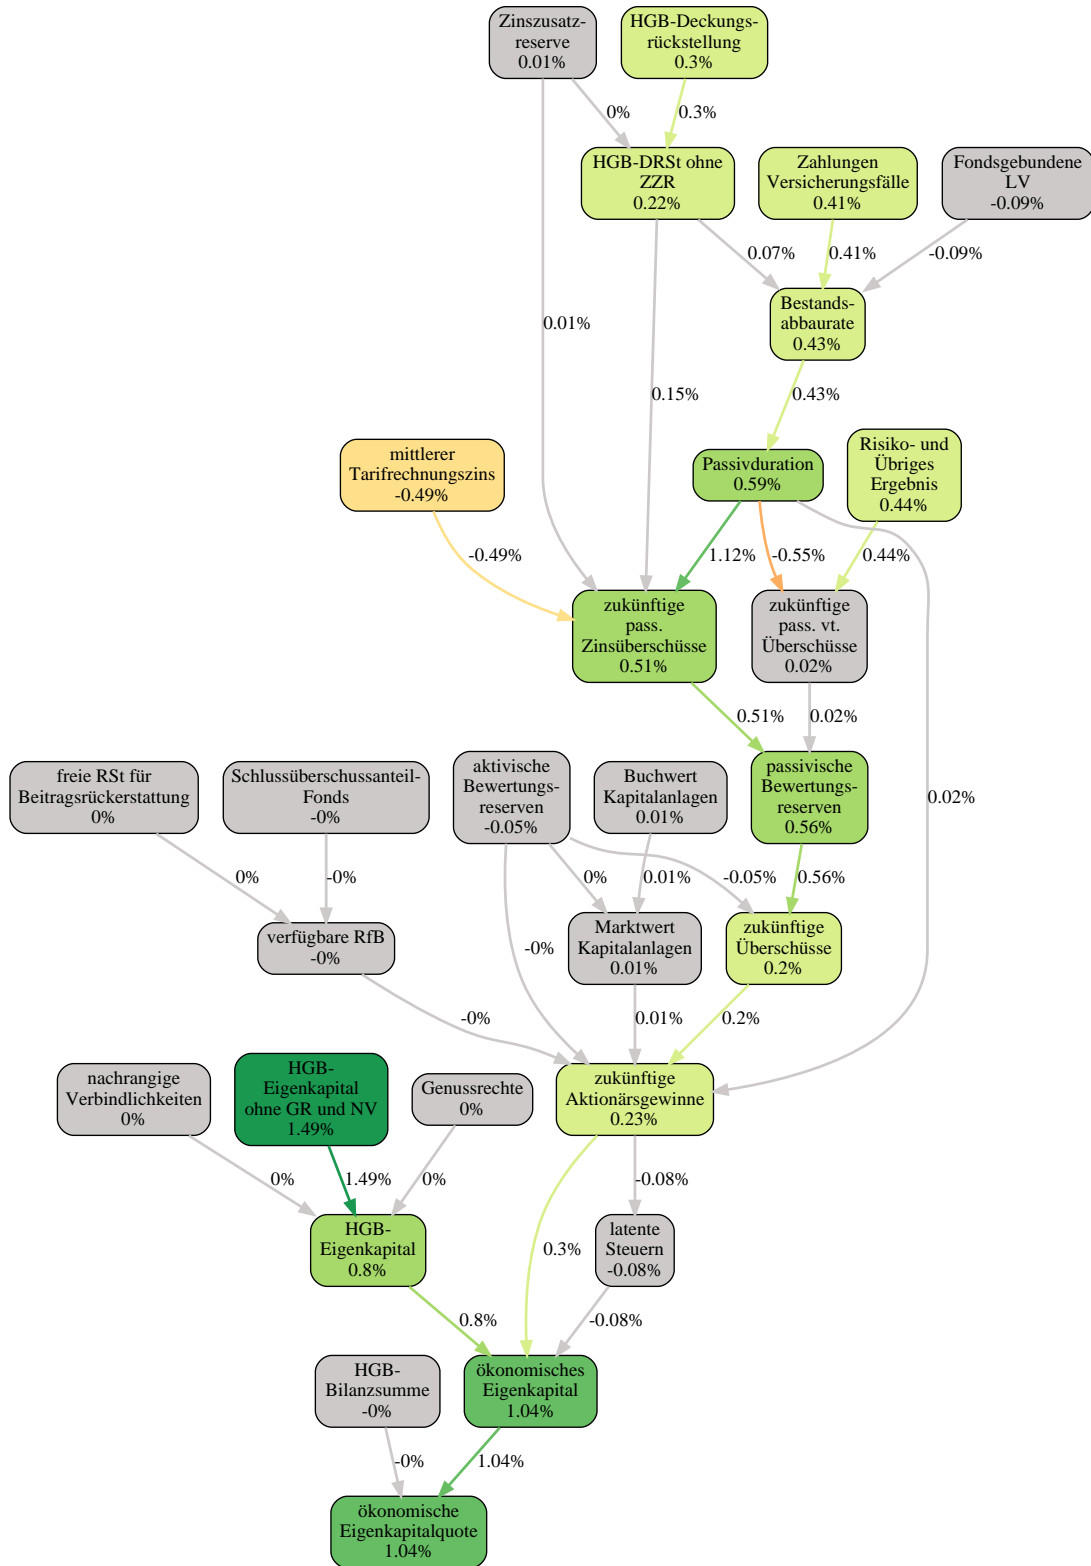 Zinszusatz-
reserve
0.01%
HGB-Deckungs-
rückstellung
0.3%
0%
0.3%
HGB-DRSt ohne
ZZR
0.22%
Zahlungen
Versicherungsfälle
0.41%
Fondsgebundene
LV
-0.09%
0.07%
0.41%
-0.09%
0.01%
Bestands-
abbaurate
0.43%
0.15%
0.43%
mittlerer
Tarifrechnungszins
-0.49%
Passivduration
0.59%
Risiko- und
Übriges
Ergebnis
0.44%
-0.49%
1.12%
-0.55%
0.44%
zukünftige
pass.
Zinsüberschüsse
0.51%
zukünftige
pass. vt.
Überschüsse
0.02%
0.51%
0.02%
freie RSt für
Beitragsrückerstattung
0%
Schlussüberschussanteil-
Fonds
-0%
aktivische
Bewertungs-
reserven
-0.05%
Buchwert
Kapitalanlagen
0.01%
passivische
Bewertungs-
reserven
0.56%
0.02%
0%
-0%
0%
0.01%
-0.05%
0.56%
verfügbare RfB
-0%
-0%
Marktwert
Kapitalanlagen
0.01%
zukünftige
Überschüsse
0.2%
-0%
0.01%
0.2%
nachrangige
Verbindlichkeiten
0%
HGB-
Eigenkapital
ohne GR und NV
1.49%
Genussrechte
0%
zukünftige
Aktionärsgewinne
0.23%
0%
1.49%
0%
-0.08%
HGB-
Eigenkapital
0.8%
0.3%
latente
Steuern
-0.08%
0.8%
-0.08%
HGB-
Bilanzsumme
-0%
ökonomisches
Eigenkapital
1.04%
-0%
1.04%
ökonomische
Eigenkapitalquote
1.04%